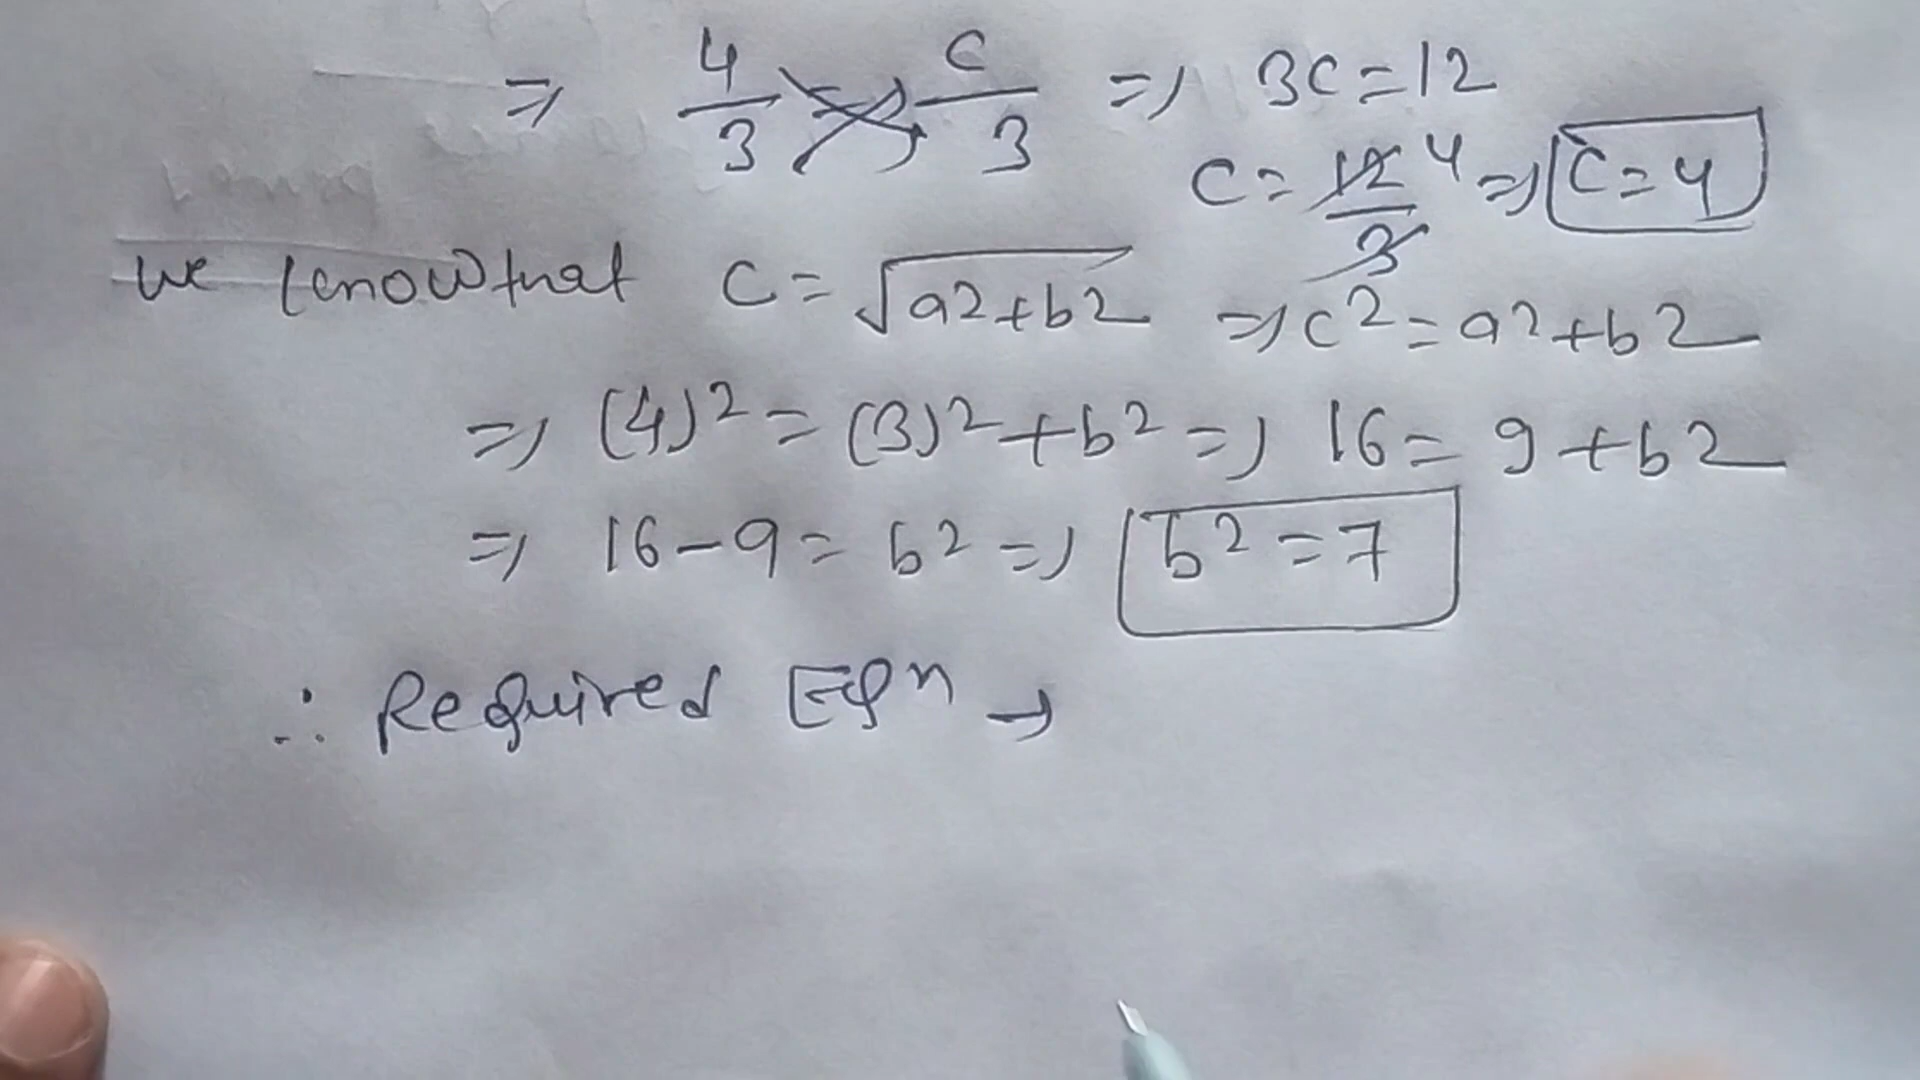 ⇒ 4/3 = c/3 ⇒ 3c = 12
c = 12/3 4 ⇒ c = 4
we know that c = √a2+b2 ⇒ c² = a2+b2
⇒ (4)² = (3)² + b² ⇒ 16 = 9 + b2
⇒ 16 - 9 = b² ⇒ b² = 7
∴ Required Eqⁿ →